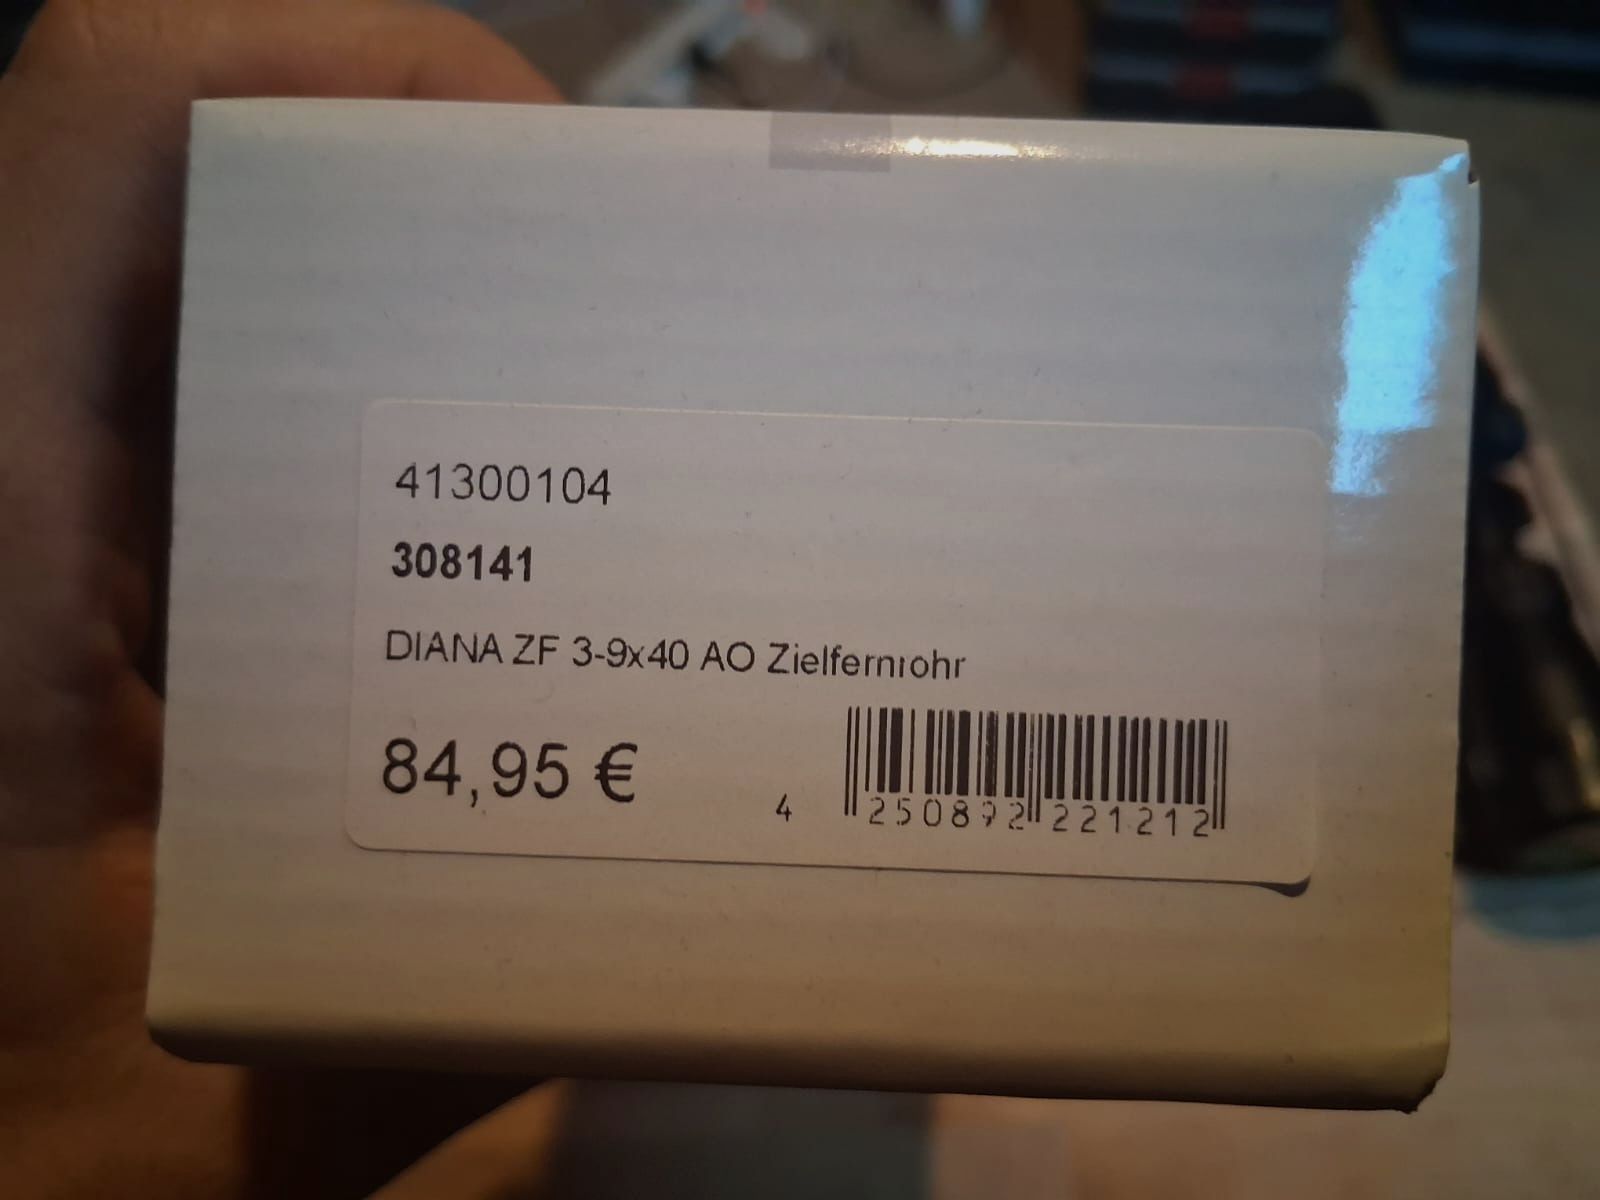 41300104
308141
DIANA ZF 3-9x40 AO Zielfernrohr
84,95 €
4 250892 221212